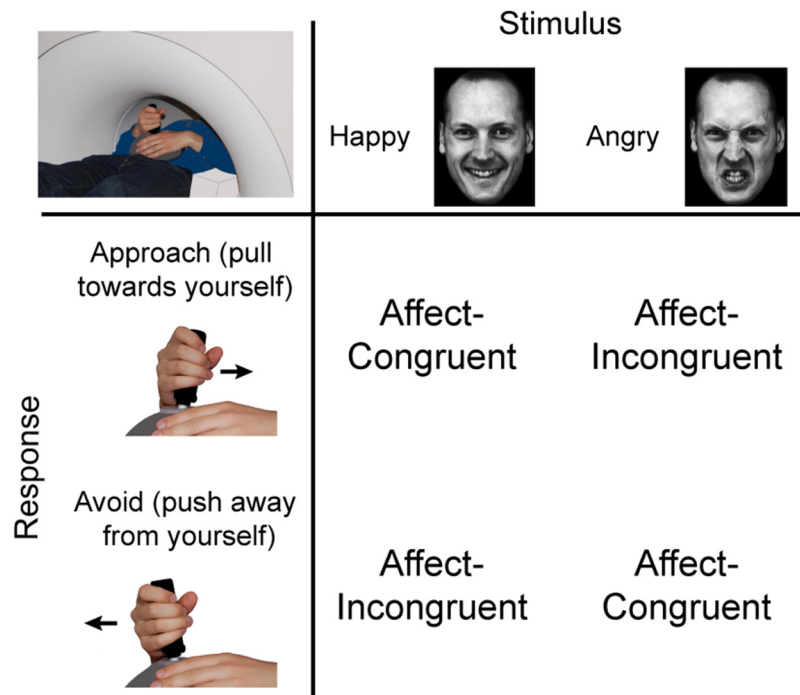 Stimulus
Happy
Angry
Response
Approach (pull
towards yourself)
Affect-
Congruent
Affect-
Incongruent
Avoid (push away
from yourself)
Affect-
Incongruent
Affect-
Congruent